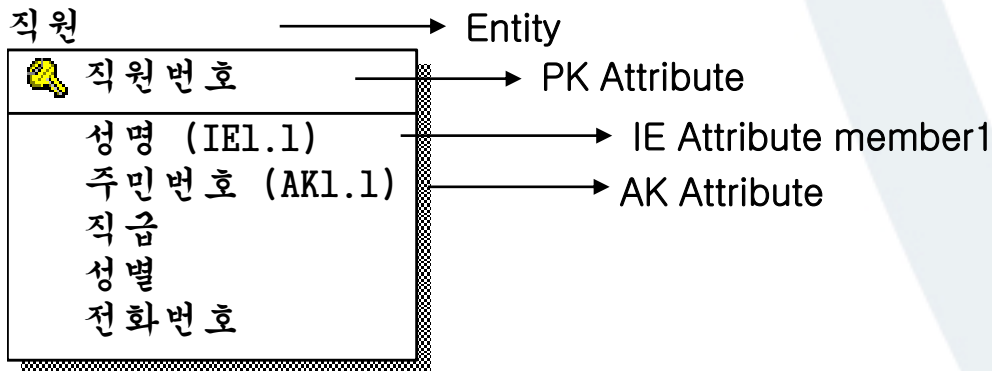 직원 Entity
직원번호 PK Attribute
성명 (IE1.1) IE Attribute member1
주민번호 (AK1.1) AK Attribute
직급
성별
전화번호